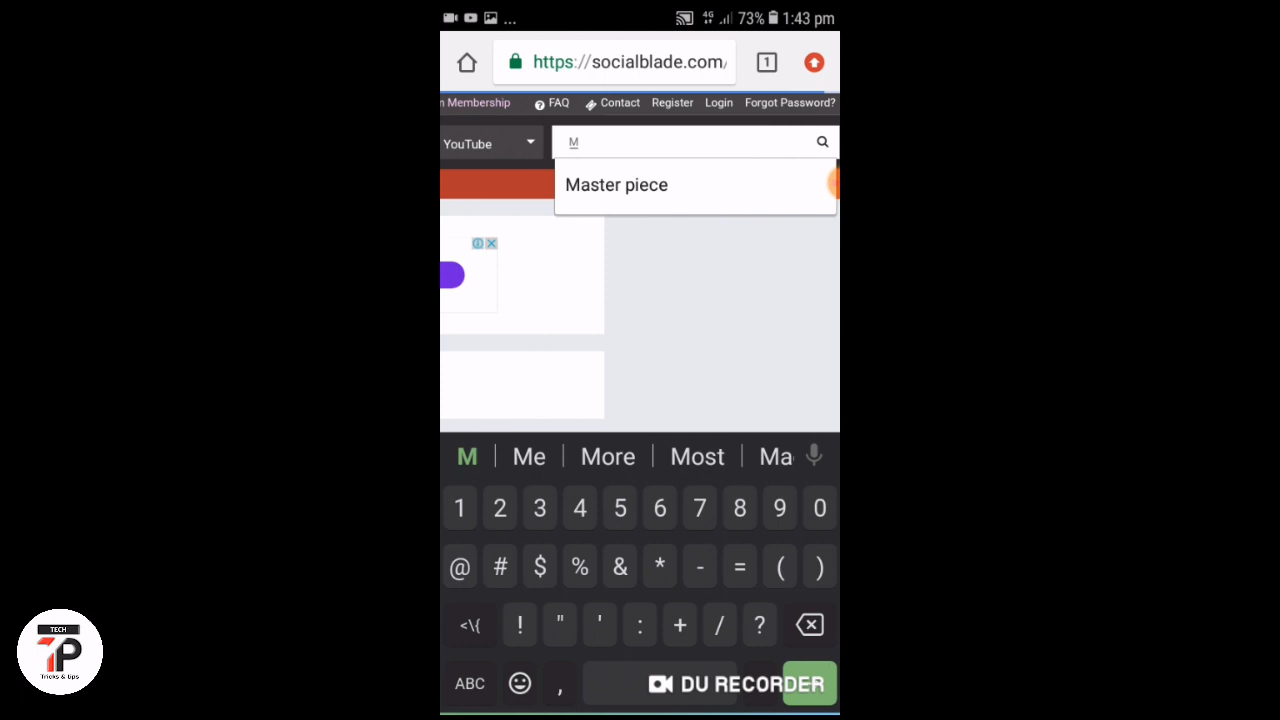 ... 4G 73% 1:43 pm
https://socialblade.com/ 1
n Membership ? FAQ Contact Register Login Forgot Password?
YouTube M
Master piece
M Me More Most Ma
1 2 3 4 5 6 7 8 9 0
@ # $ % & * - = ( )
<\{ ! " ' : + / ?
ABC , DU RECORDER
TECH
TP
Tricks & tips